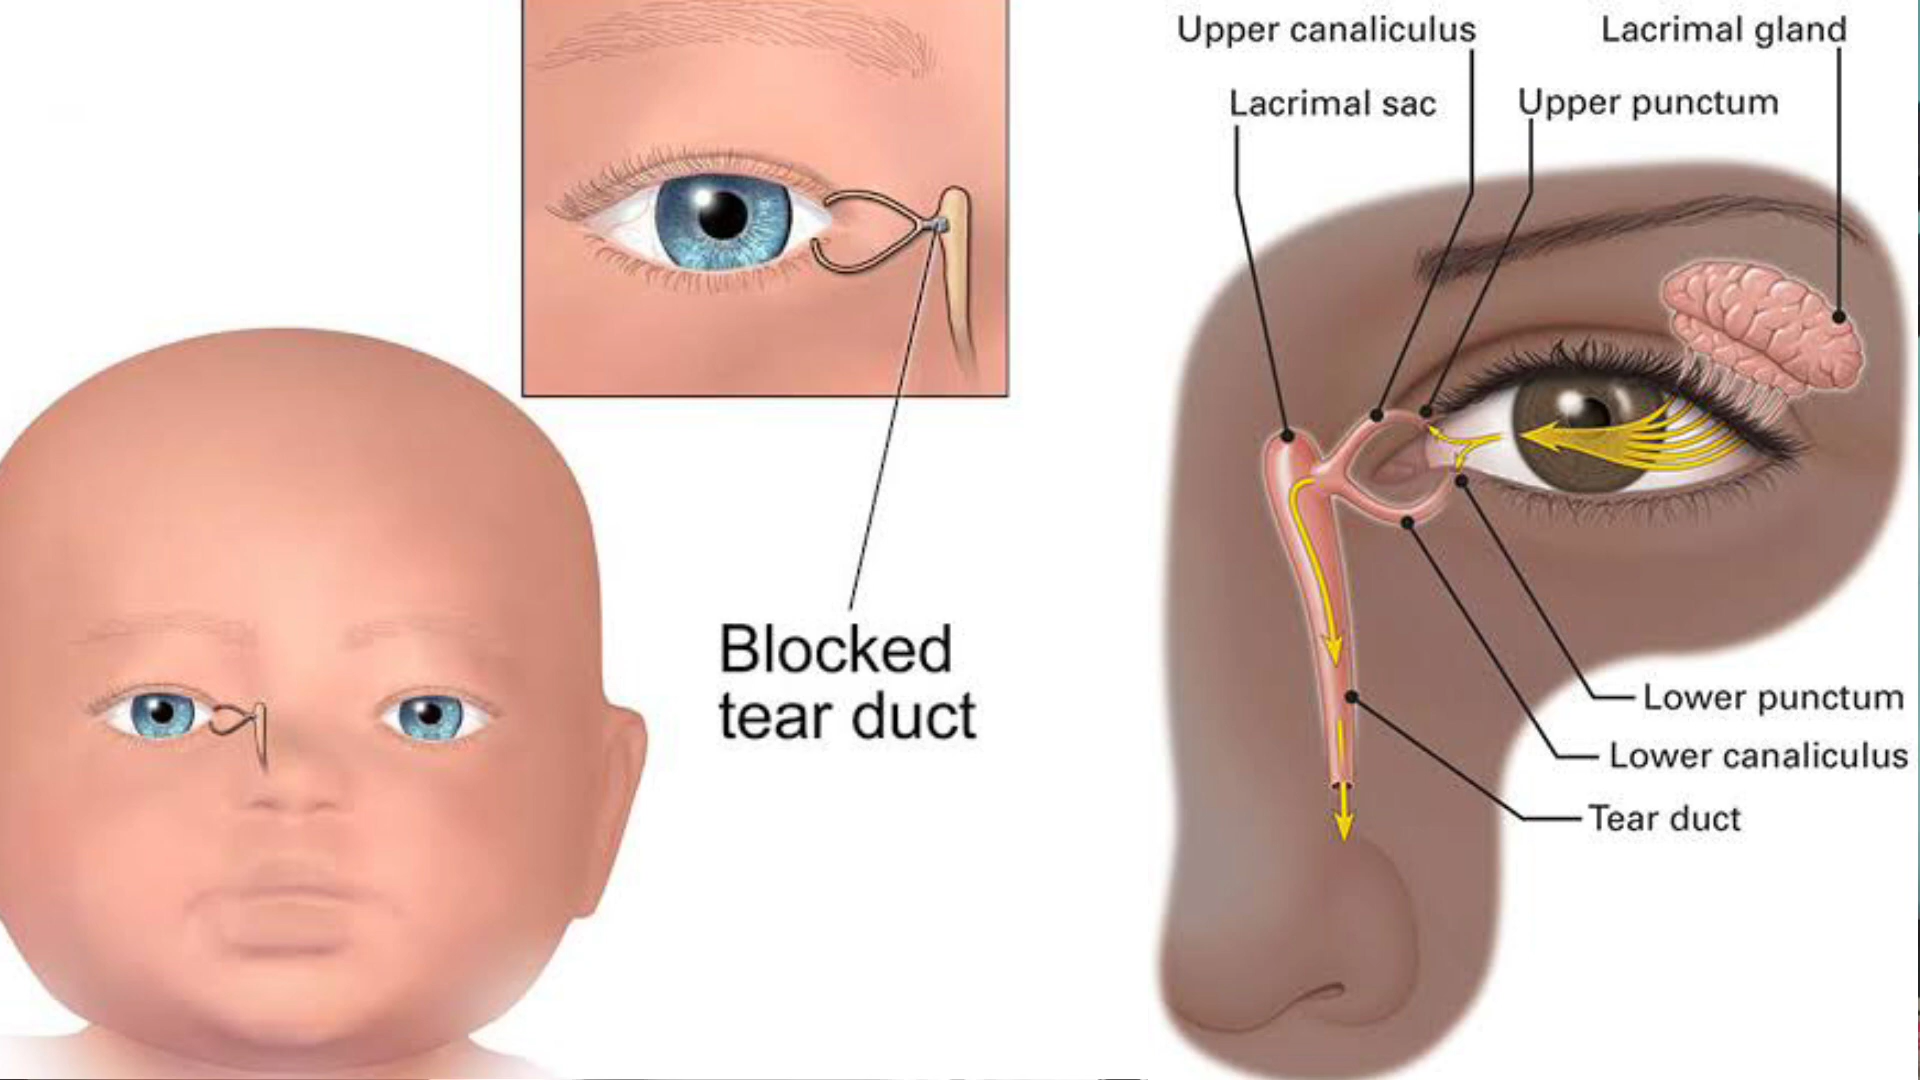 Blocked
tear duct
Upper canaliculus
Lacrimal gland
Lacrimal sac
Upper punctum
Lower punctum
Lower canaliculus
Tear duct